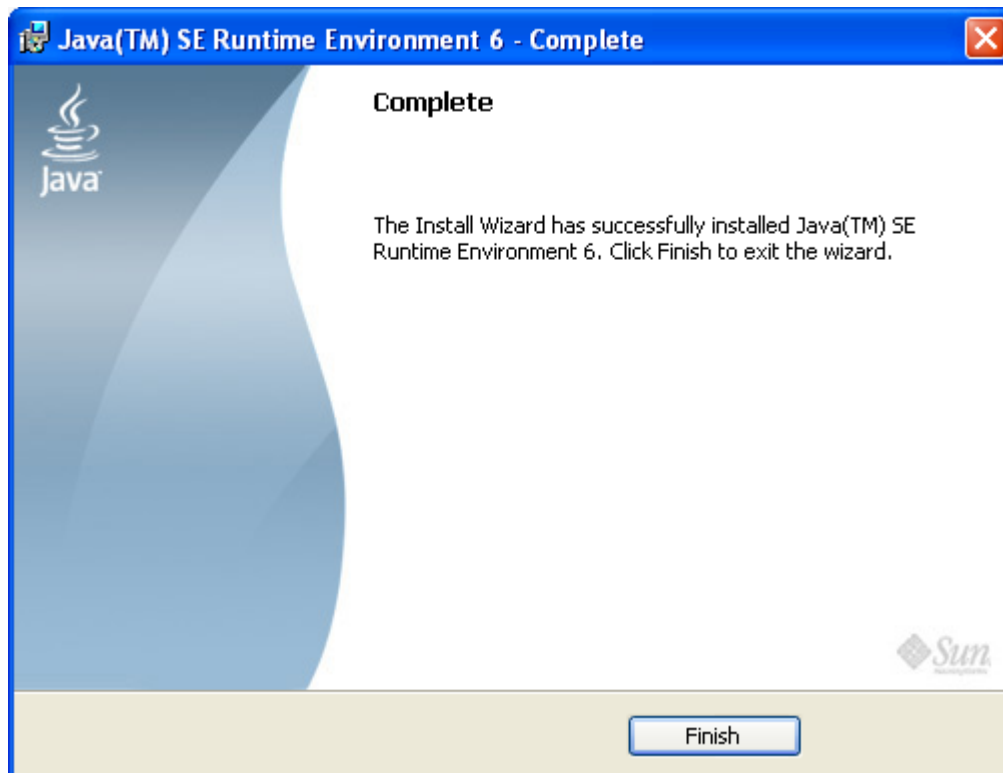 Java(TM) SE Runtime Environment 6 - Complete
Java
Complete
The Install Wizard has successfully installed Java(TM) SE
Runtime Environment 6. Click Finish to exit the wizard.
Sun
Finish